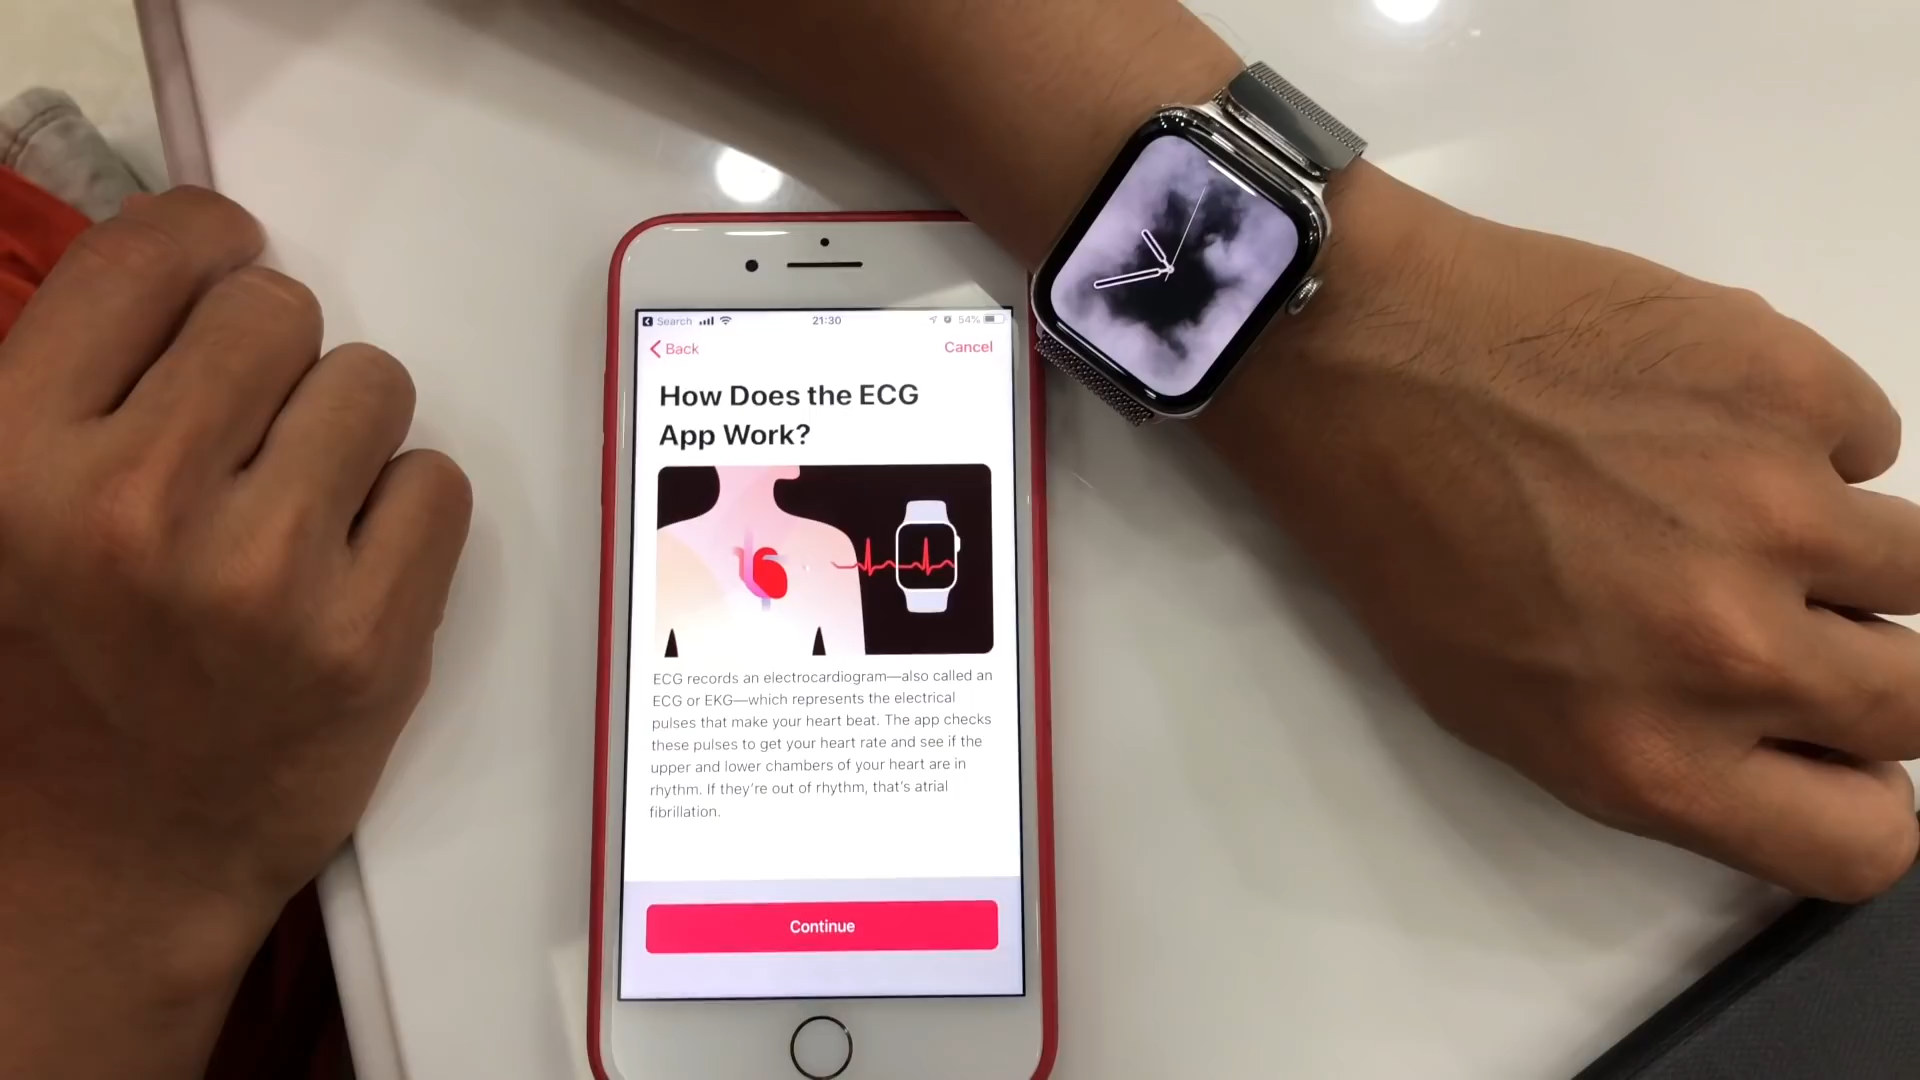 Search 21:30 54%
Back Cancel
How Does the ECG
App Work?
ECG records an electrocardiogram—also called an
ECG or EKG—which represents the electrical
pulses that make your heart beat. The app checks
these pulses to get your heart rate and see if the
upper and lower chambers of your heart are in
rhythm. If they're out of rhythm, that's atrial
fibrillation.
Continue